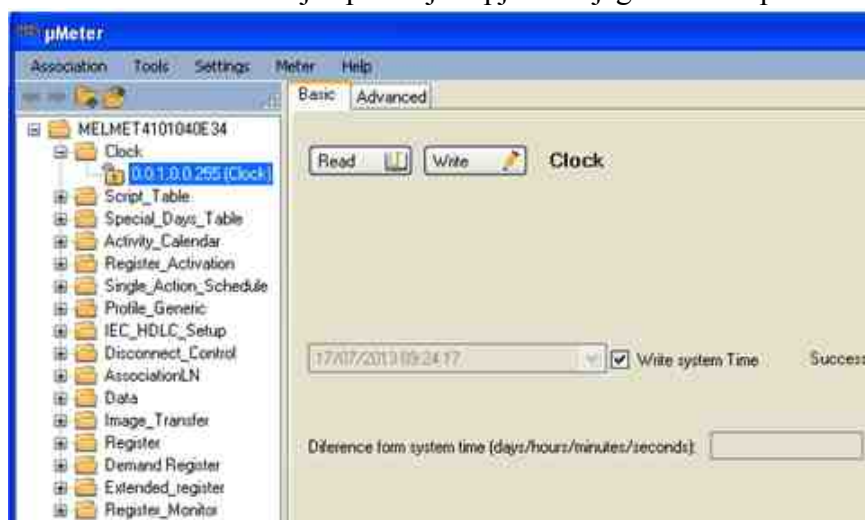 µMeter
Association Tools Settings Meter Help
Basic Advanced
MELMET4101040E34
Clock
0.0.1.0.0.255 (Clock)
Script_Table
Special_Days_Table
Activity_Calendar
Register_Activation
Single_Action_Schedule
Profile_Generic
IEC_HDLC_Setup
Disconnect_Control
AssociationLN
Data
Image_Transfer
Register
Demand Register
Extended_register
Register_Monitor
Read Write Clock
17/07/2013 09:24:17 Write system Time Success
Diference form system time (days/hours/minutes/seconds):